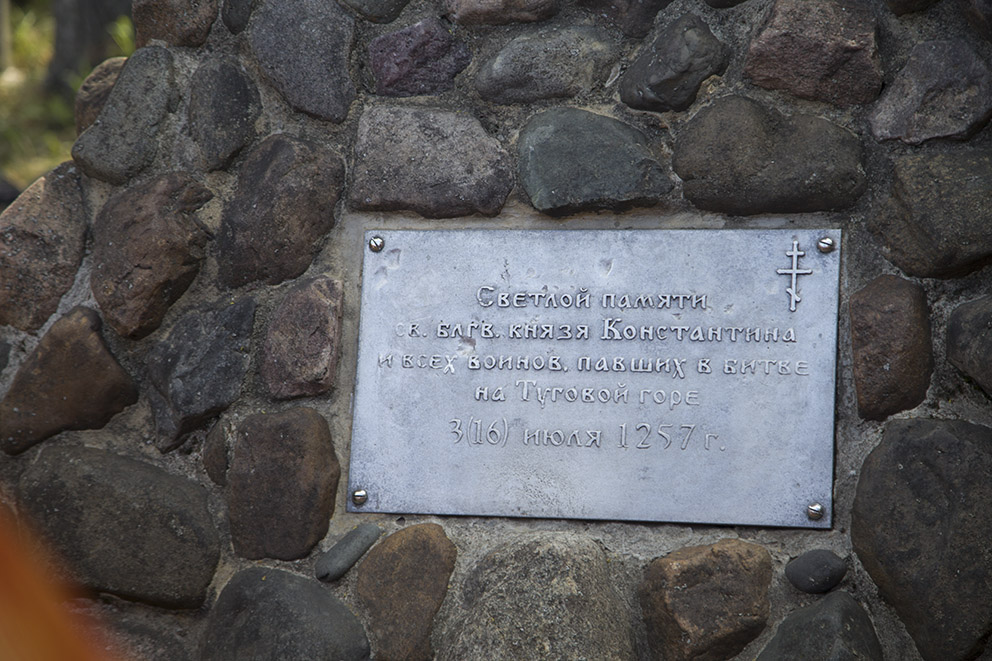 Светлой памяти
св. блгв. князя Константина
и всех воинов, павших в битве
на Туговой горе
3(16) июля 1257 г.